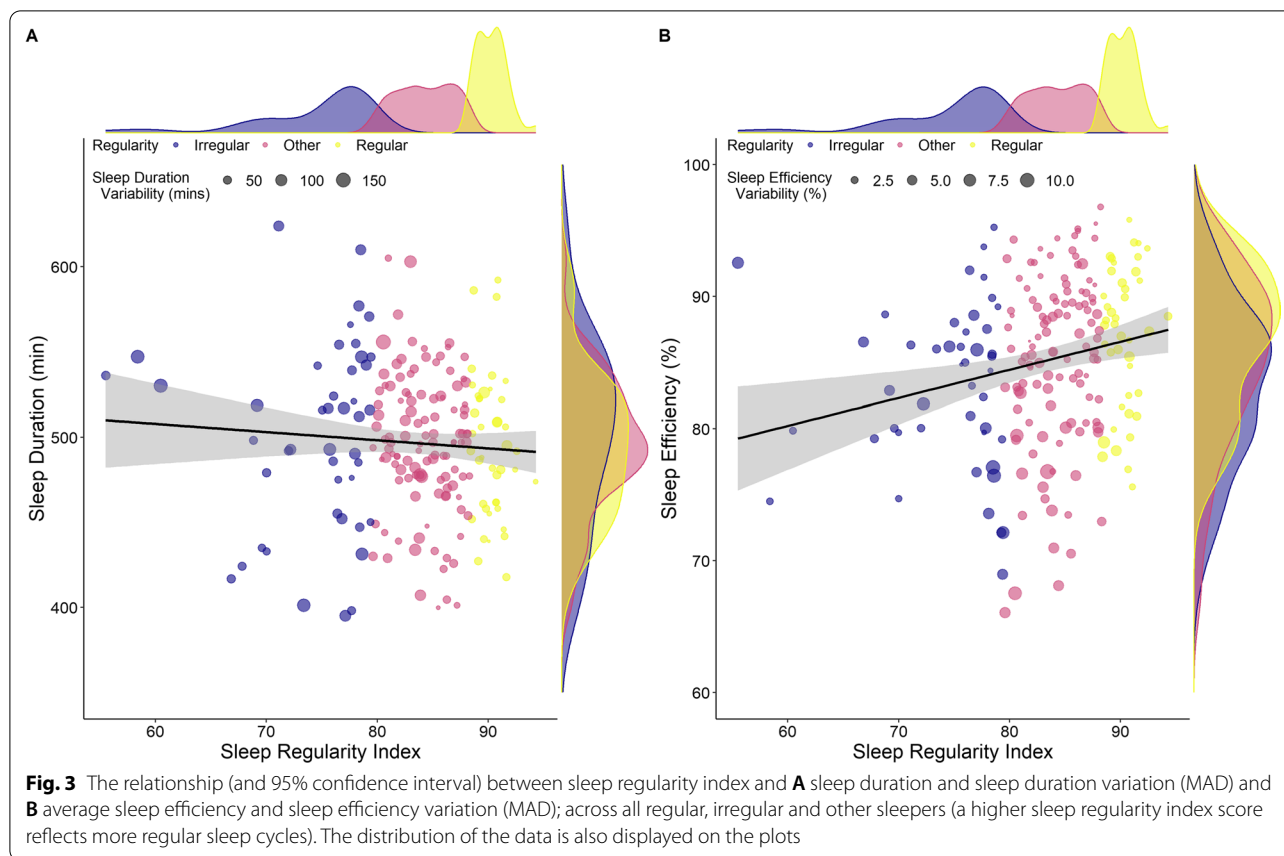 A
B
Regularity Irregular Other Regular
Sleep Duration
Variability (mins) 50 100 150
600
500
400
Sleep Duration (min)
60 70 80 90
Sleep Regularity Index
Regularity Irregular Other Regular
Sleep Efficiency
Variability (%) 2.5 5.0 7.5 10.0
100
90
80
70
60
Sleep Efficiency (%)
60 70 80 90
Sleep Regularity Index
Fig. 3 The relationship (and 95% confidence interval) between sleep regularity index and A sleep duration and sleep duration variation (MAD) and
B average sleep efficiency and sleep efficiency variation (MAD); across all regular, irregular and other sleepers (a higher sleep regularity index score
reflects more regular sleep cycles). The distribution of the data is also displayed on the plots